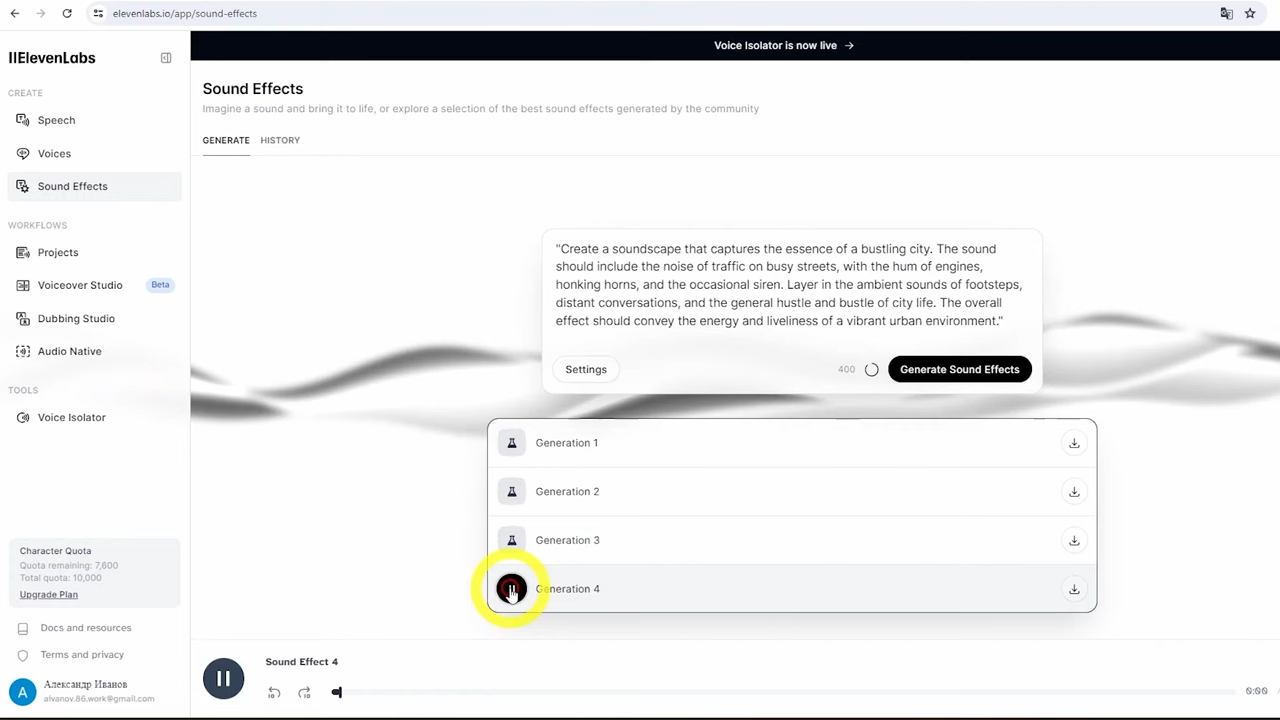 elevenlabs.io/app/sound-effects
Voice Isolator is now live →
IIElevenLabs
CREATE
Speech
Voices
Sound Effects
WORKFLOWS
Projects
Voiceover Studio Beta
Dubbing Studio
Audio Native
TOOLS
Voice Isolator
Character Quota
Quota remaining: 7,600
Total quota: 10,000
Upgrade Plan
Docs and resources
Terms and privacy
A
Александр Иванов
aivanov.86.work@gmail.com
Sound Effects
Imagine a sound and bring it to life, or explore a selection of the best sound effects generated by the community
GENERATE HISTORY
"Create a soundscape that captures the essence of a bustling city. The sound
should include the noise of traffic on busy streets, with the hum of engines,
honking horns, and the occasional siren. Layer in the ambient sounds of footsteps,
distant conversations, and the general hustle and bustle of city life. The overall
effect should convey the energy and liveliness of a vibrant urban environment."
Settings 400 Generate Sound Effects
Generation 1
Generation 2
Generation 3
Generation 4
Sound Effect 4
10 10 0:00